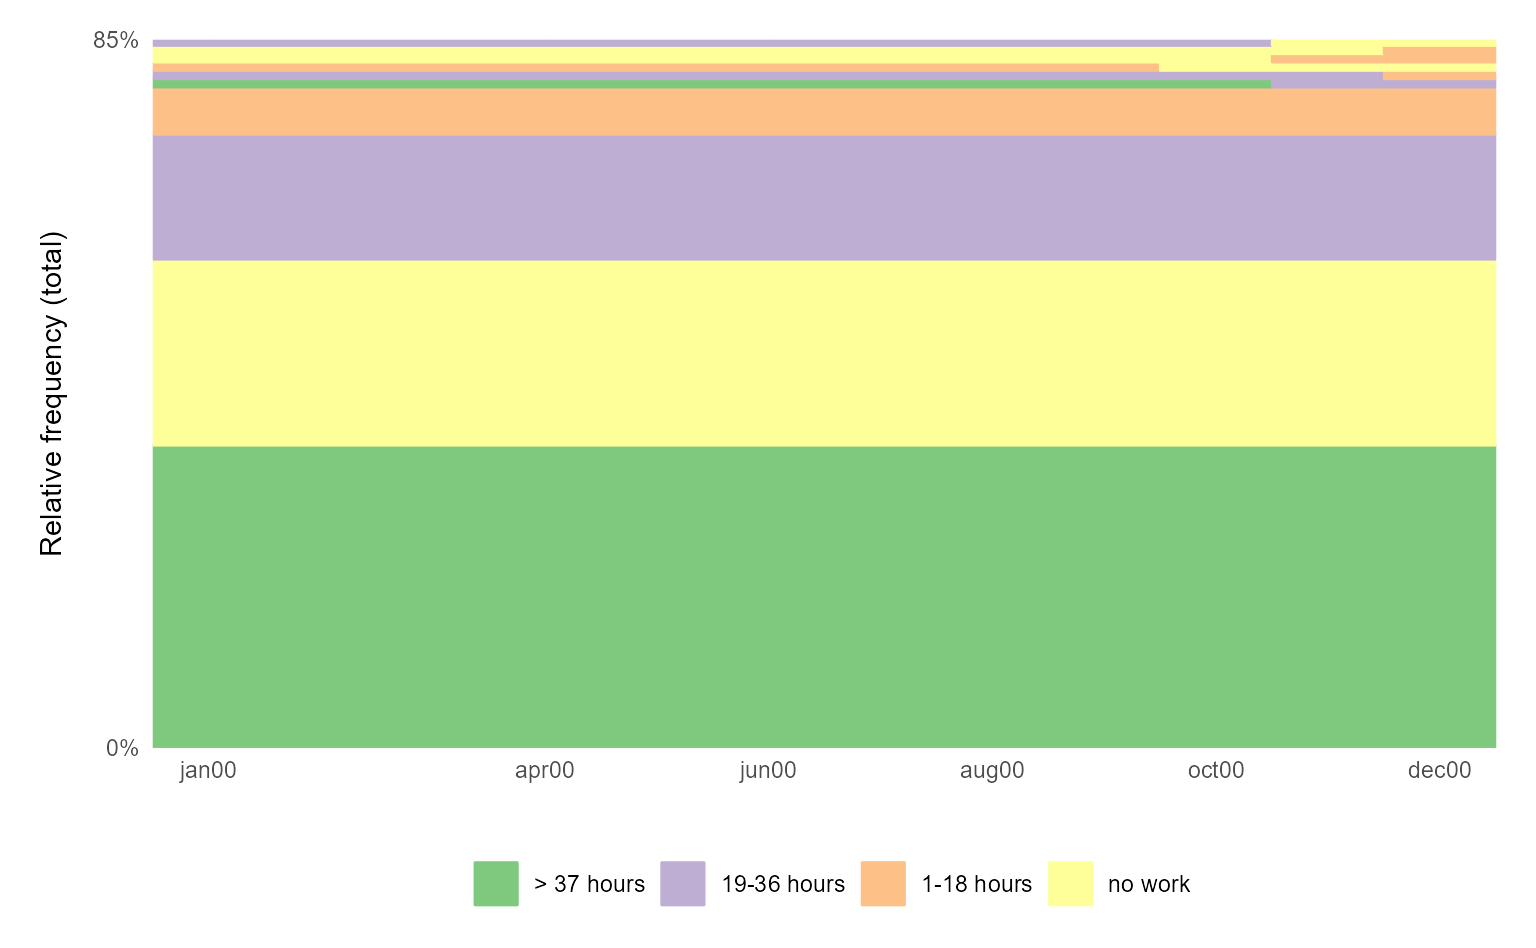 85%
Relative frequency (total)
0%
jan00 apr00 jun00 aug00 oct00 dec00
> 37 hours 19-36 hours 1-18 hours no work